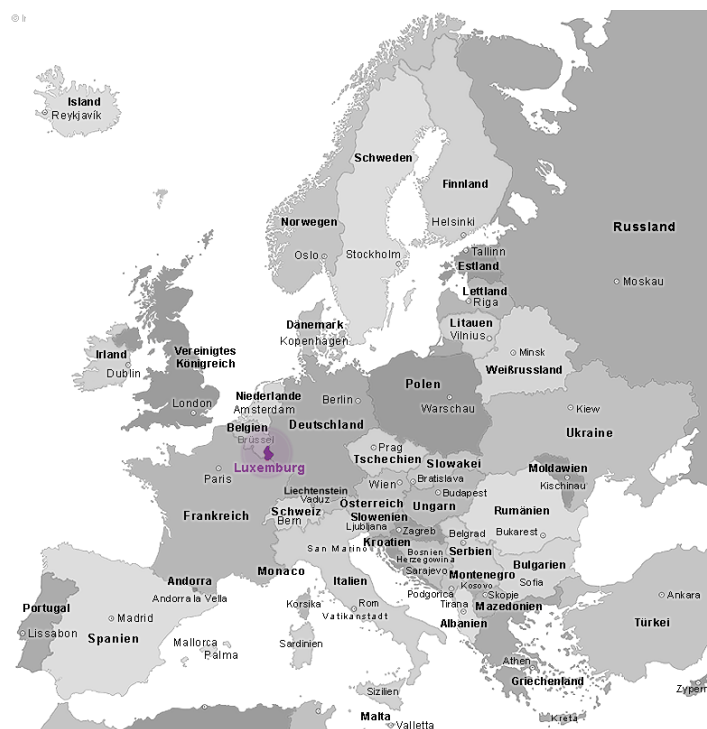 Island
Reykjavík
Schweden
Finnland
Norwegen
Helsinki
Russland
Oslo
Stockholm
Tallinn
Estland
Moskau
Lettland
Riga
Dänemark
Kopenhagen
Litauen
Vilnius
Irland
Dublin
Vereinigtes
Königreich
Minsk
Weißrussland
Polen
Niederlande
Amsterdam
Berlin
Warschau
London
Kiew
Belgien
Brüssel
Deutschland
Ukraine
Luxemburg
Prag
Tschechien
Slowakei
Moldawien
Paris
Wien
Bratislava
Kischinau
Liechtenstein
Vaduz
Budapest
Österreich
Ungarn
Frankreich
Schweiz
Bern
Slowenien
Ljubljana
Rumänien
San Marino
Zagreb
Kroatien
Belgrad
Bukarest
Bosnien
Herzegowina
Serbien
Monaco
Sarajevo
Bulgarien
Andorra
Andorra la Vella
Italien
Montenegro
Kosovo
Sofia
Portugal
Korsika
Rom
Vatikanstadt
Podgorica
Skopje
Tirana
Mazedonien
Ankara
Madrid
Lissabon
Spanien
Albanien
Türkei
Mallorca
Palma
Sardinien
Athen
Griechenland
Sizilien
Zypern
Malta
Valletta
Kreta